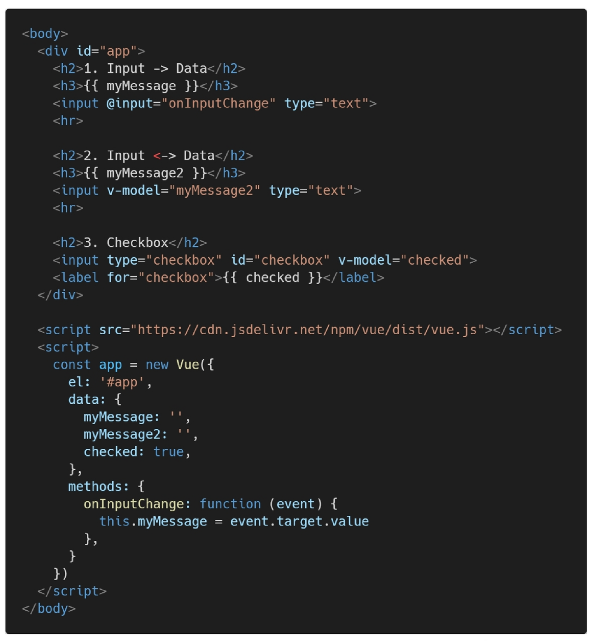 <body>
  <div id="app">
    <h2>1. Input -> Data</h2>
    <h3>{{ myMessage }}</h3>
    <input @input="onInputChange" type="text">
    <hr>

    <h2>2. Input <-> Data</h2>
    <h3>{{ myMessage2 }}</h3>
    <input v-model="myMessage2" type="text">
    <hr>

    <h2>3. Checkbox</h2>
    <input type="checkbox" id="checkbox" v-model="checked">
    <label for="checkbox">{{ checked }}</label>
  </div>

  <script src="https://cdn.jsdelivr.net/npm/vue/dist/vue.js"></script>
  <script>
    const app = new Vue({
      el: '#app',
      data: {
        myMessage: '',
        myMessage2: '',
        checked: true,
      },
      methods: {
        onInputChange: function (event) {
          this.myMessage = event.target.value
        },
      }
    })
  </script>
</body>